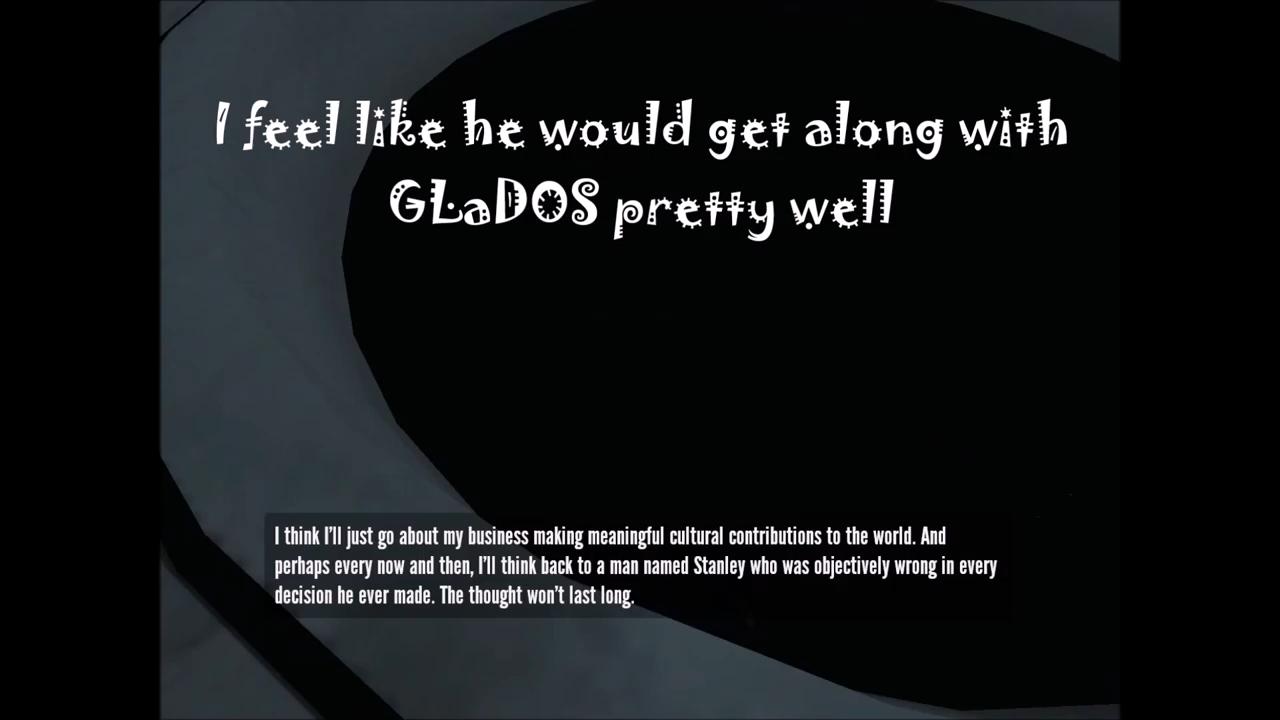 I feel like he would get along with
GLaDOS pretty well
I think I'll just go about my business making meaningful cultural contributions to the world. And
perhaps every now and then, I'll think back to a man named Stanley who was objectively wrong in every
decision he ever made. The thought won't last long.